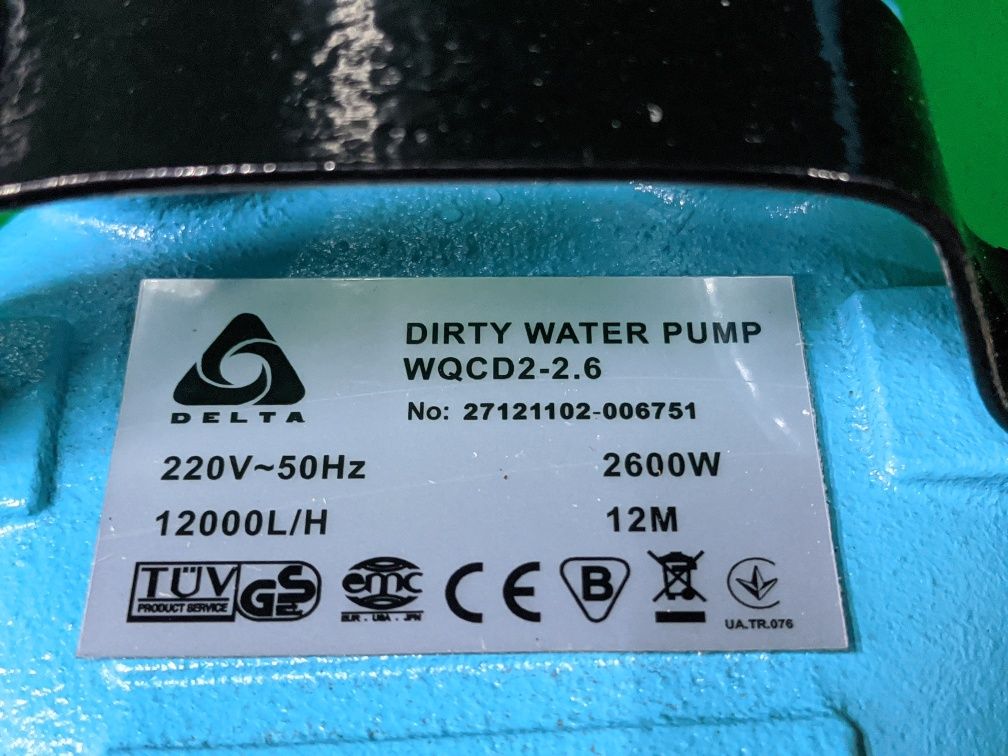 DELTA
DIRTY WATER PUMP
WQCD2-2.6
No: 27121102-006751
220V~50Hz 2600W
12000L/H 12M
TÜV PRODUCT SERVICE GS emc EUR . USA . JPN CE B UA.TR.076